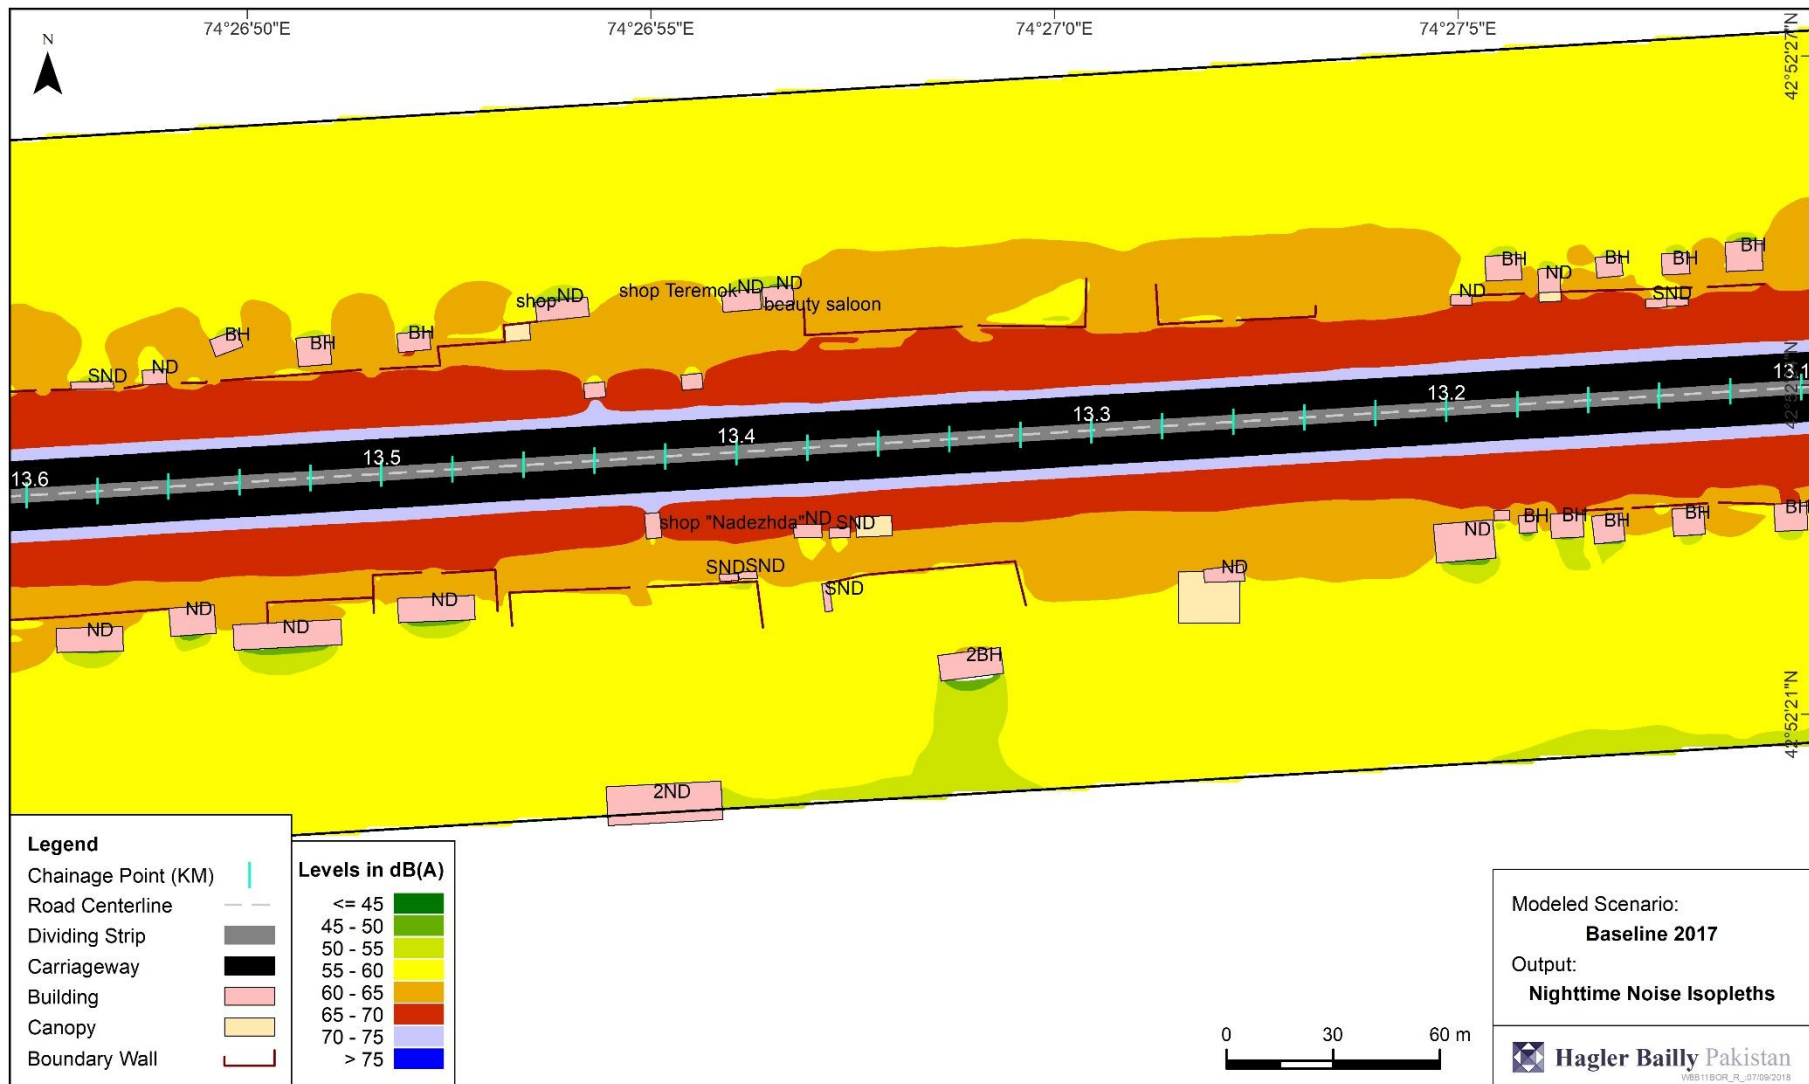 74°26'50"E
74°26'55"E
74°27'0"E
74°27'5"E
42°52'27"N
N
BH
BH
ND
BH
BH
BH
ND
SND
shop
ND
shop Teremok
ND
ND
beauty saloon
BH
BH
BH
ND
SND
13.1
13.2
13.3
13.4
13.5
13.6
shop "Nadezhda"
ND
SND
SND
SND
SND
ND
ND
BH
BH
BH
BH
BH
ND
ND
ND
ND
2BH
2ND
42°52'21"N
Legend
Chainage Point (KM)
Road Centerline
Dividing Strip
Carriageway
Building
Canopy
Boundary Wall
Levels in dB(A)
<= 45
45 - 50
50 - 55
55 - 60
60 - 65
65 - 70
70 - 75
> 75
0 30 60 m
Modeled Scenario:
Baseline 2017
Output:
Nighttime Noise Isopleths
Hagler Bailly Pakistan